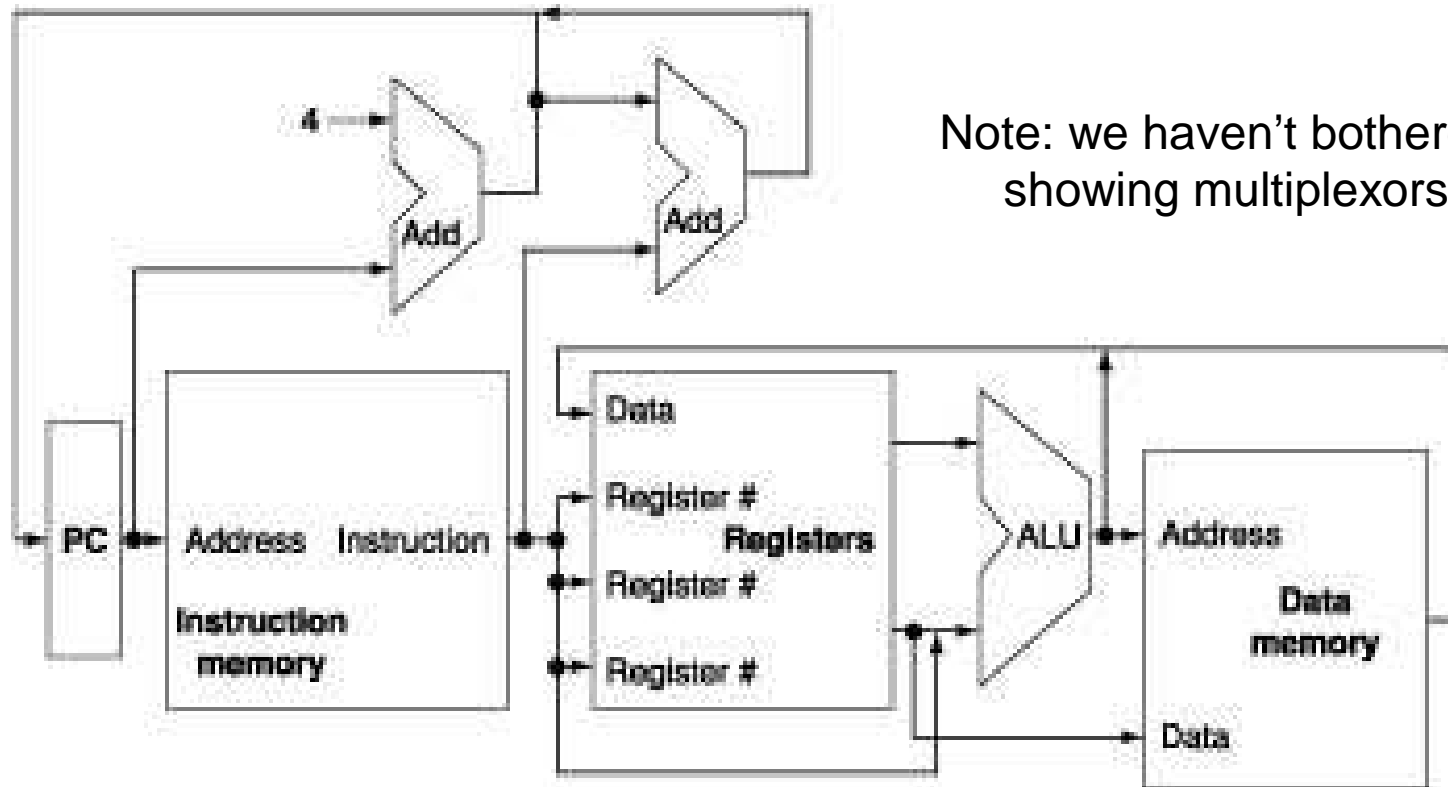 Note: we haven’t bother
showing multiplexors
4
Add
Add
PC
Address
Instruction
Instruction
memory
Data
Register #
Register #
Register #
Registers
ALU
Address
Data
memory
Data